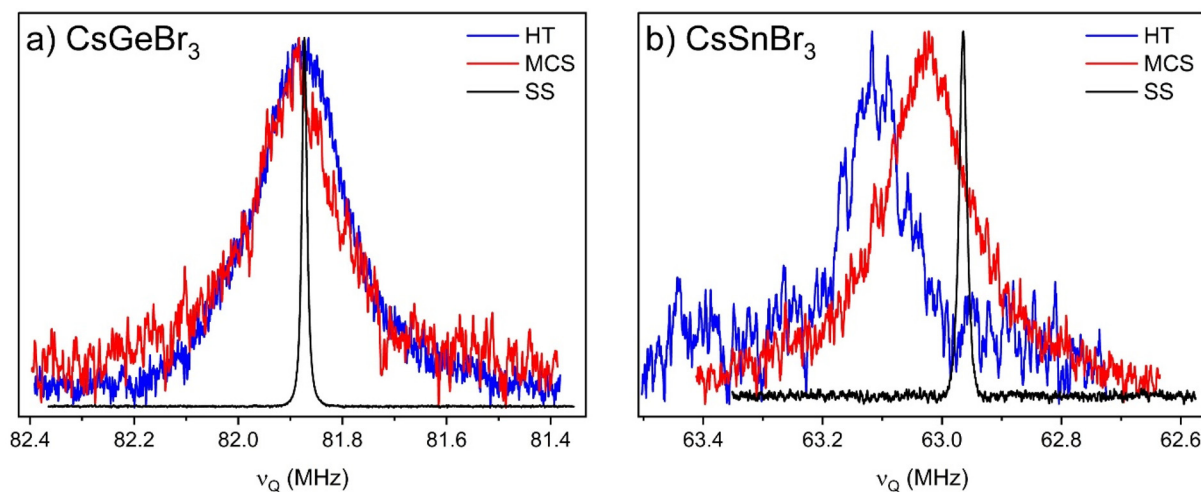 a) CsGeBr₃
HT
MCS
SS
82.4 82.2 82.0 81.8 81.6 81.4
νQ (MHz)
b) CsSnBr₃
HT
MCS
SS
63.4 63.2 63.0 62.8 62.6
νQ (MHz)